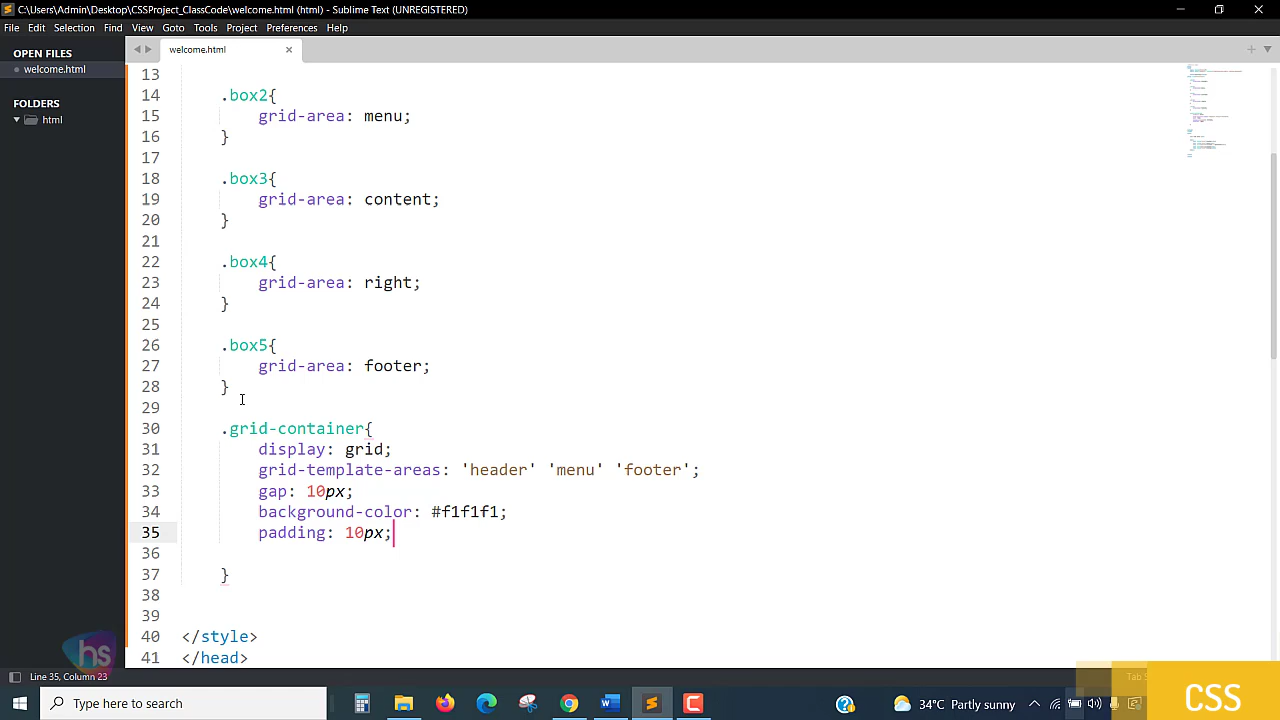 C:\Users\Admin\Desktop\CSSProject_ClassCode\welcome.html (html) - Sublime Text (UNREGISTERED)
File Edit Selection Find View Goto Tools Project Preferences Help
OPEN FILES
welcome.html
FOLDERS
html
welcome.html
13
14 .box2{
15 grid-area: menu;
16 }
17
18 .box3{
19 grid-area: content;
20 }
21
22 .box4{
23 grid-area: right;
24 }
25
26 .box5{
27 grid-area: footer;
28 }
29
30 .grid-container{
31 display: grid;
32 grid-template-areas: 'header' 'menu' 'footer';
33 gap: 10px;
34 background-color: #f1f1f1;
35 padding: 10px;
36
37 }
38
39
40 </style>
41 </head>
hs
Line 35, Column 23
CSS
Type here to search
34°C Partly sunny